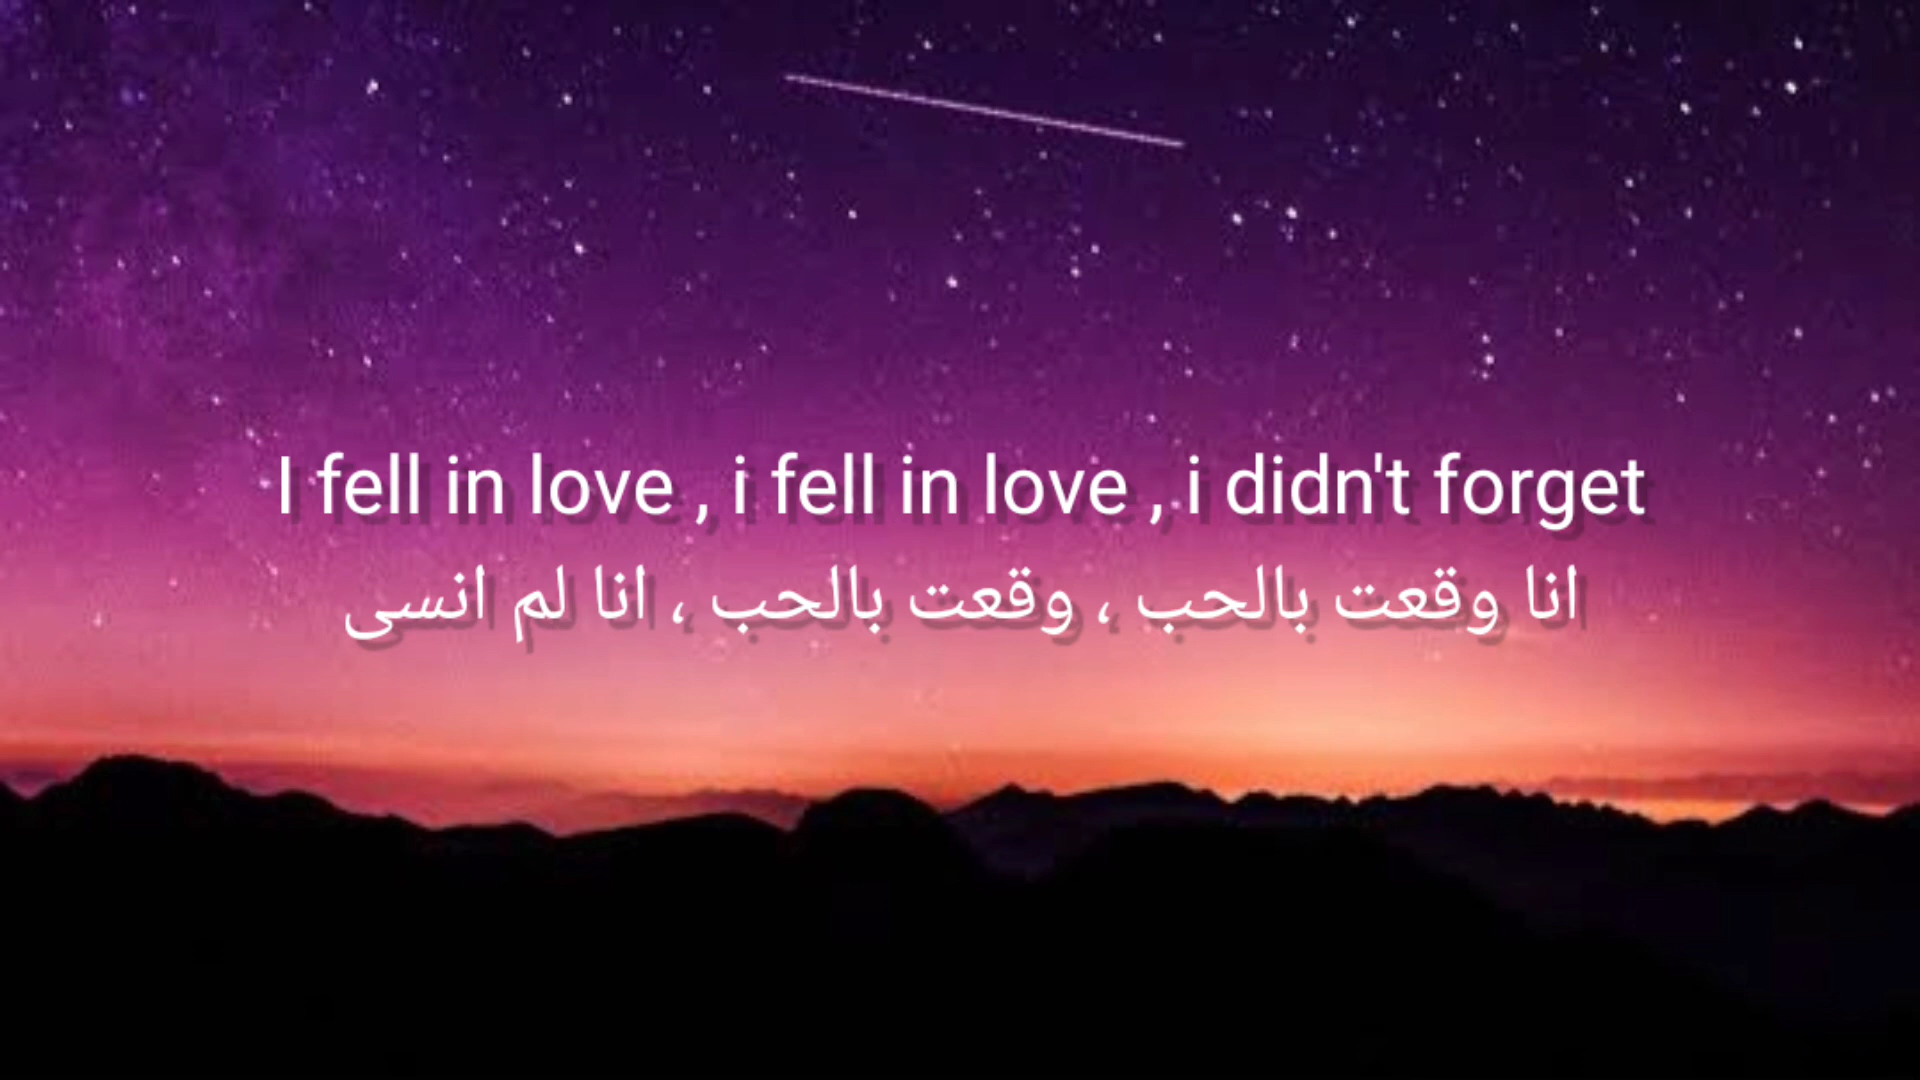 I fell in love , i fell in love , i didn't forget
انا وقعت بالحب ، وقعت بالحب ، انا لم انسى